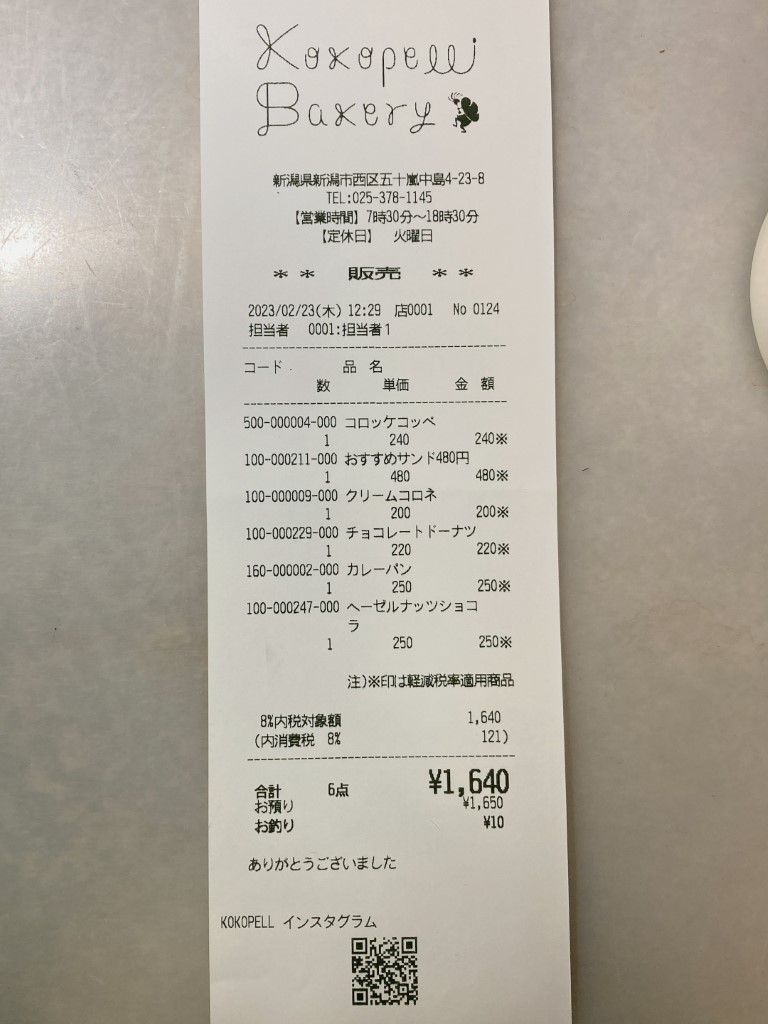 Kokopelli
Bakery
新潟県新潟市西区五十嵐中島4-23-8
TEL:025-378-1145
【営業時間】7時30分～18時30分
【定休日】 火曜日
＊＊ 販売 ＊＊
2023/02/23(木) 12:29 店0001 No 0124
担当者 0001:担当者1
コード 品 名
数 単価 金 額
500-000004-000 コロッケコッペ
1 240 240※
100-000211-000 おすすめサンド480円
1 480 480※
100-000009-000 クリームコロネ
1 200 200※
100-000229-000 チョコレートドーナツ
1 220 220※
160-000002-000 カレーパン
1 250 250※
100-000247-000 ヘーゼルナッツショコ
ラ
1 250 250※
注)※印は軽減税率適用商品
8%内税対象額 1,640
(内消費税 8% 121)
合計 6点 ¥1,640
お預り ¥1,650
お釣り ¥10
ありがとうございました
KOKOPELL インスタグラム